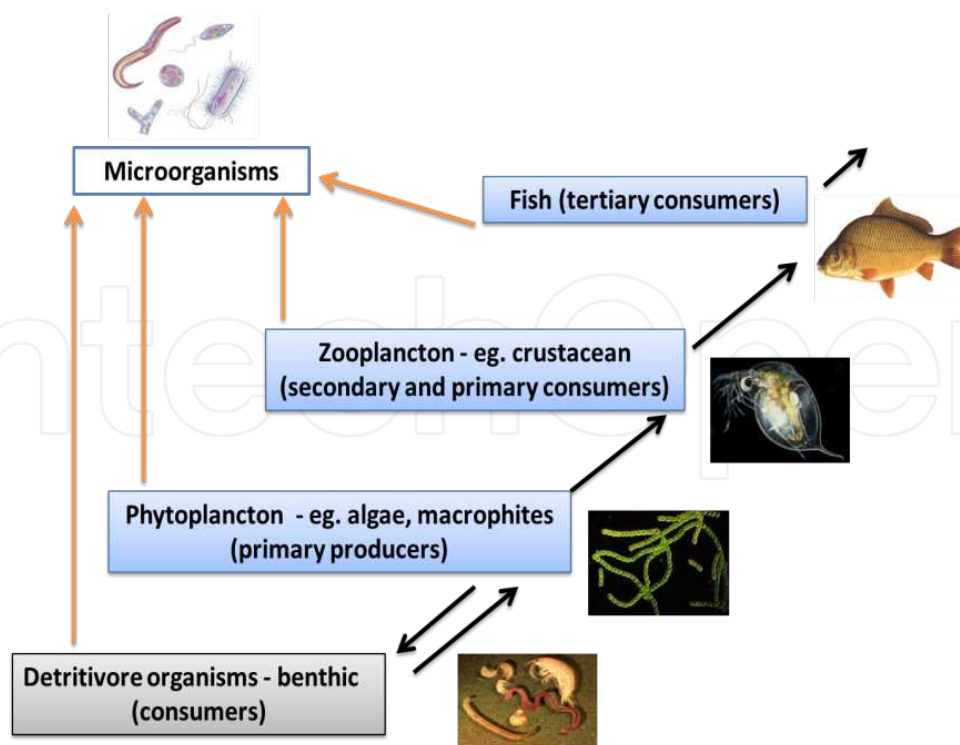 Microorganisms
Fish (tertiary consumers)
Zooplancton - eg. crustacean
(secondary and primary consumers)
Phytoplancton - eg. algae, macrophites
(primary producers)
Detritivore organisms - benthic
(consumers)